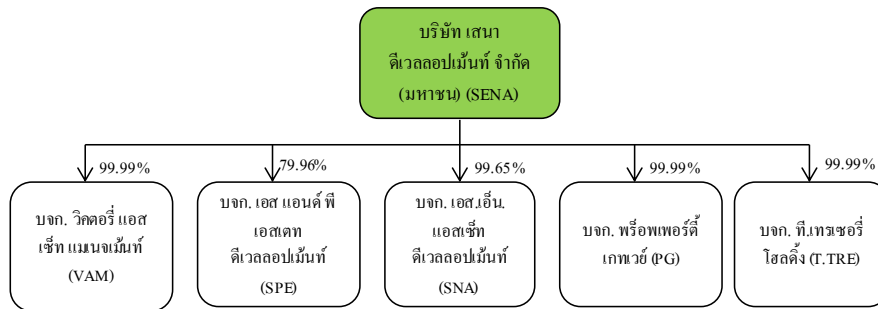 บริษัท เสนา
ดีเวลลอปเม้นท์ จำกัด
(มหาชน) (SENA)
99.99%
79.96%
99.65%
99.99%
99.99%
บจก. วิคตอรี่ แอส
เซ็ท แมเนจเม้นท์
(VAM)
บจก. เอส แอนด์ พี
เอสเตท
ดีเวลลอปเม้นท์
(SPE)
บจก. เอส.เอ็น.
แอสเซ็ท
ดีเวลลอปเม้นท์
(SNA)
บจก. พร็อพเพอร์ตี้
เกทเวย์ (PG)
บจก. ที.เทรเซอรี่
โฮลดิ้ง (T.TRE)